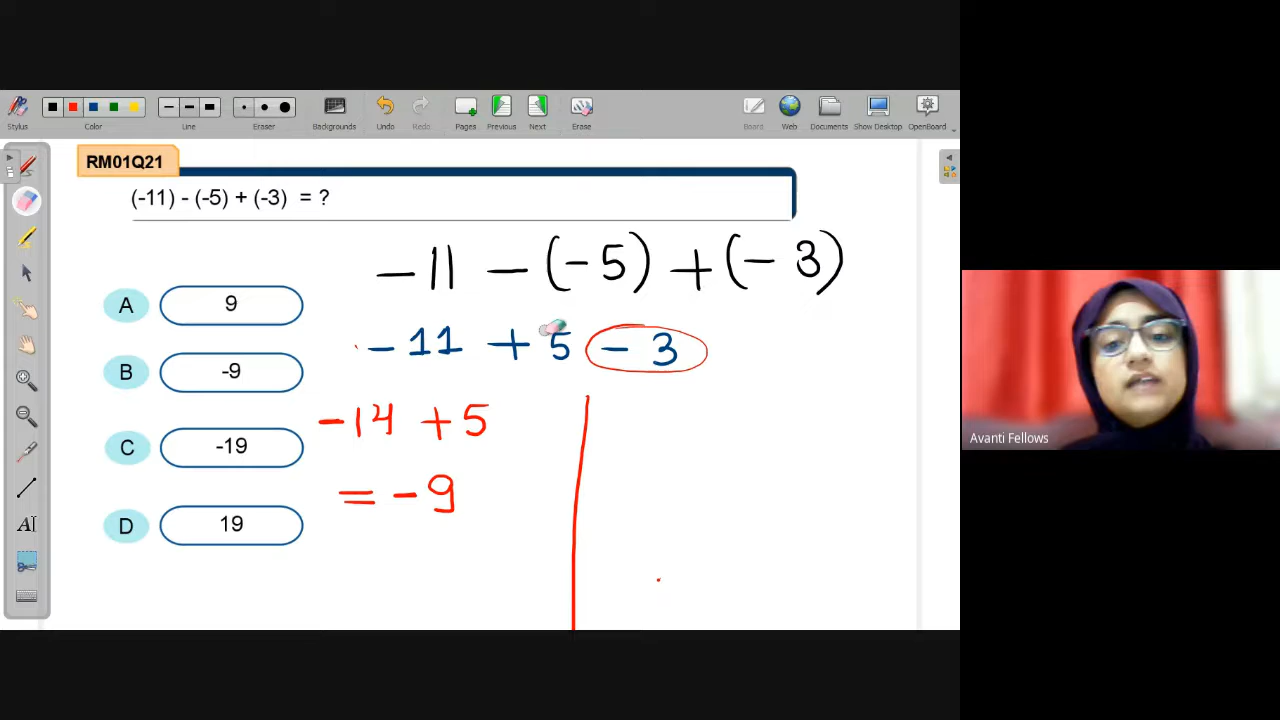 Stylus Color Line Eraser Backgrounds Undo Redo Pages Previous Next Erase Board Web Documents Show Desktop OpenBoard
RM01Q21
(-11) - (-5) + (-3) = ?
-11 - (-5) + (-3)
A 9
-11 + 5 - 3
B -9
-14 + 5
C -19
= -9
D 19
Avanti Fellows